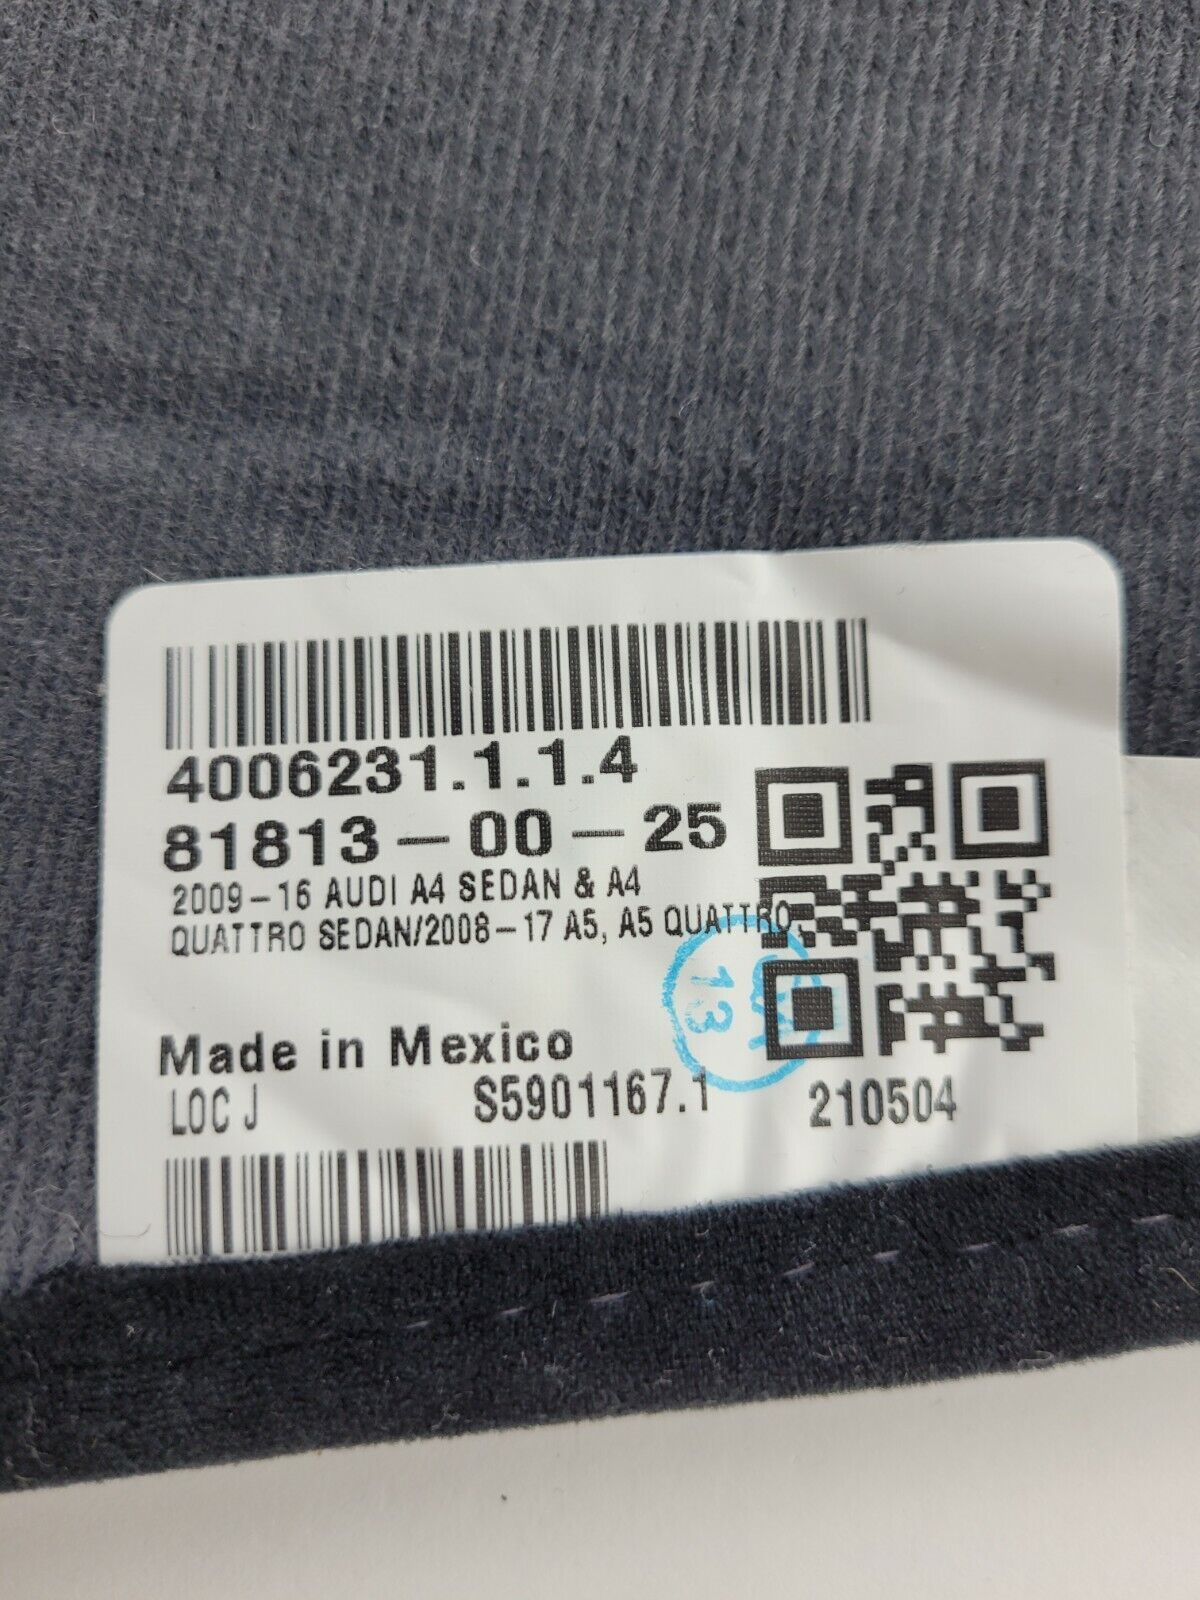 4006231.1.1.4
81813-00-25
2009-16 AUDI A4 SEDAN & A4
QUATTRO SEDAN/2008-17 A5, A5 QUATTRO,
13
Made in Mexico
LOC J S5901167.1 210504